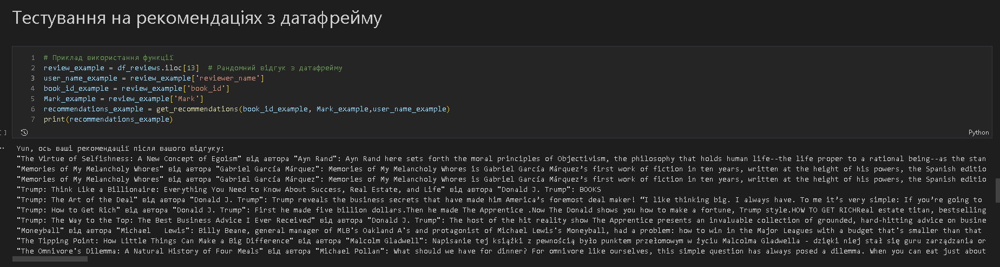 Тестування на рекомендаціях з датафрейму
1 # Приклад використання функції
2 review_example = df_reviews.iloc[13]  # Рандомний відгук з датафрейму
3 user_name_example = review_example['reviewer_name']
4 book_id_example = review_example['book_id']
5 Mark_example = review_example['Mark']
6 recommendations_example = get_recommendations(book_id_example, Mark_example,user_name_example)
7 print(recommendations_example)
[ ]
Python
Yun, ось ваші рекомендації після вашого відгуку:
"The Virtue of Selfishness: A New Concept of Egoism" від автора "Ayn Rand": Ayn Rand here sets forth the moral principles of Objectivism, the philosophy that holds human life--the life proper to a rational being--as the stan
"Memories of My Melancholy Whores" від автора "Gabriel García Márquez": Memories of My Melancholy Whores is Gabriel García Márquez’s first work of fiction in ten years, written at the height of his powers, the Spanish editio
"Memories of My Melancholy Whores" від автора "Gabriel García Márquez": Memories of My Melancholy Whores is Gabriel García Márquez’s first work of fiction in ten years, written at the height of his powers, the Spanish editio
"Trump: Think Like a Billionaire: Everything You Need to Know About Success, Real Estate, and Life" від автора "Donald J. Trump": BOOKS
"Trump: The Art of the Deal" від автора "Donald J. Trump": Trump reveals the business secrets that have made him America’s foremost deal maker! “I like thinking big. I always have. To me it’s very simple: If you’re going to
"Trump: How to Get Rich" від автора "Donald J. Trump": First he made five billion dollars.Then he made The Apprentice .Now The Donald shows you how to make a fortune, Trump style.HOW TO GET RICHReal estate titan, bestselling
"Trump: The Way to the Top: The Best Business Advice I Ever Received" від автора "Donald J. Trump": The host of the hit reality show The Apprentice presents an invaluable collection of grounded, hard-hitting advice on busine
"Moneyball" від автора "Michael   Lewis": Billy Beane, general manager of MLB's Oakland A's and protagonist of Michael Lewis's Moneyball, had a problem: how to win in the Major Leagues with a budget that's smaller than that
"The Tipping Point: How Little Things Can Make a Big Difference" від автора "Malcolm Gladwell": Napisanie tej książki z pewnością było punktem przełomowym w życiu Malcolma Gladwella - dzięki niej stał się guru zarządzania or
"The Omnivore's Dilemma: A Natural History of Four Meals" від автора "Michael Pollan": What should we have for dinner? For omnivore like ourselves, this simple question has always posed a dilemma. When you can eat just about